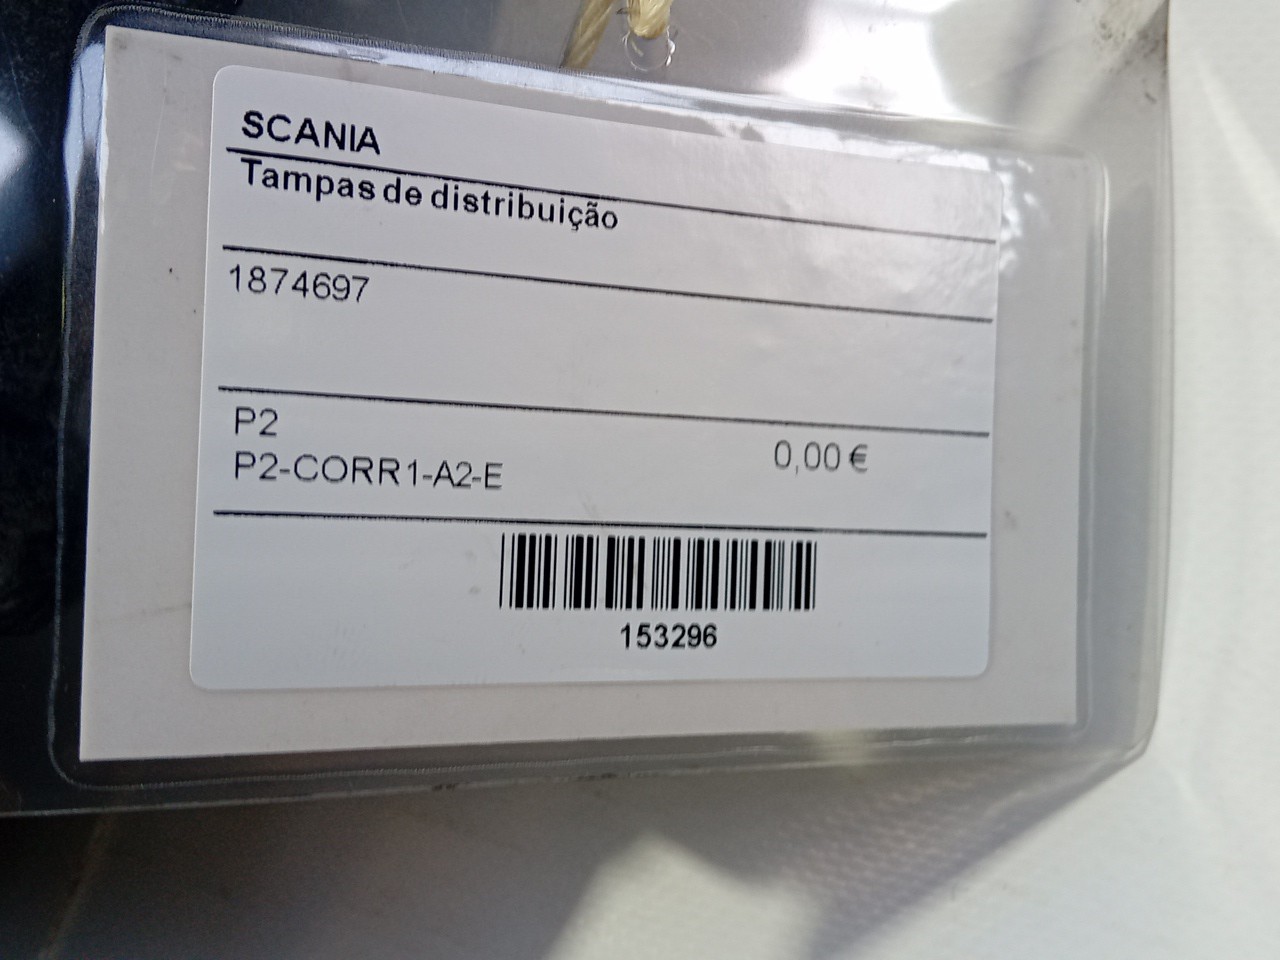 SCANIA
Tampas de distribuição
1874697
P2
P2-CORR1-A2-E 0,00 €
153296